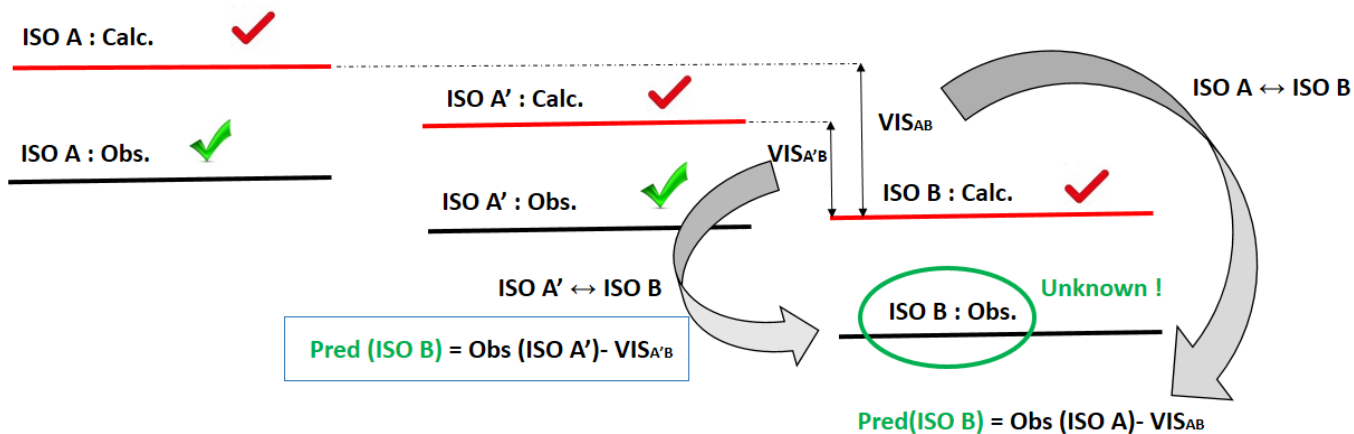 ISO A : Calc.
ISO A' : Calc.
ISO A ↔ ISO B
VISAB
ISO A : Obs.
VISA'B
ISO A' : Obs.
ISO B : Calc.
ISO A' ↔ ISO B
Unknown !
ISO B : Obs.
Pred (ISO B) = Obs (ISO A')- VISA'B
Pred(ISO B) = Obs (ISO A)- VISAB